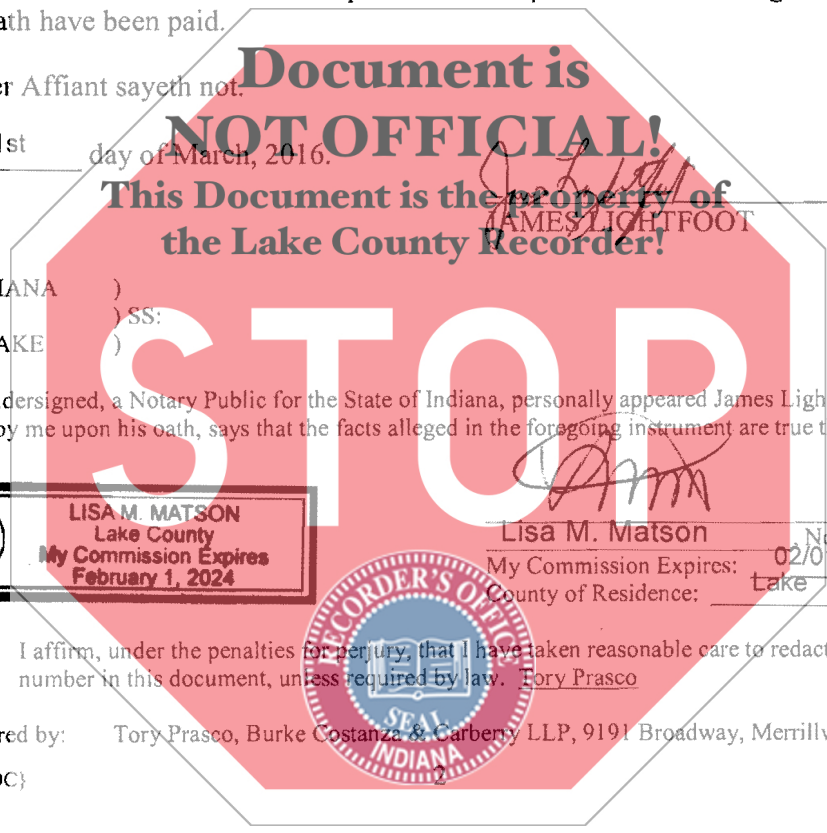 ath have been paid.
Document is
er Affiant sayeth not.
NOT OFFICIAL!
1st day of March, 2016.
This Document is the property of
JAMES LIGHTFOOT
the Lake County Recorder!
IANA )
) SS:
AKE )
STOP
dersigned, a Notary Public for the State of Indiana, personally appeared James Ligh
by me upon his oath, says that the facts alleged in the foregoing instrument are true t
LISA M. MATSON
Lake County
My Commission Expires
February 1, 2024
Lisa M. Matson, No
My Commission Expires: 02/0
County of Residence: Lake
RECORDER'S OFFICE
SEAL
INDIANA
I affirm, under the penalties for perjury, that I have taken reasonable care to redact
number in this document, unless required by law. Tory Prasco
red by: Tory Prasco, Burke Costanza & Carberry LLP, 9191 Broadway, Merrillv
OC}
2